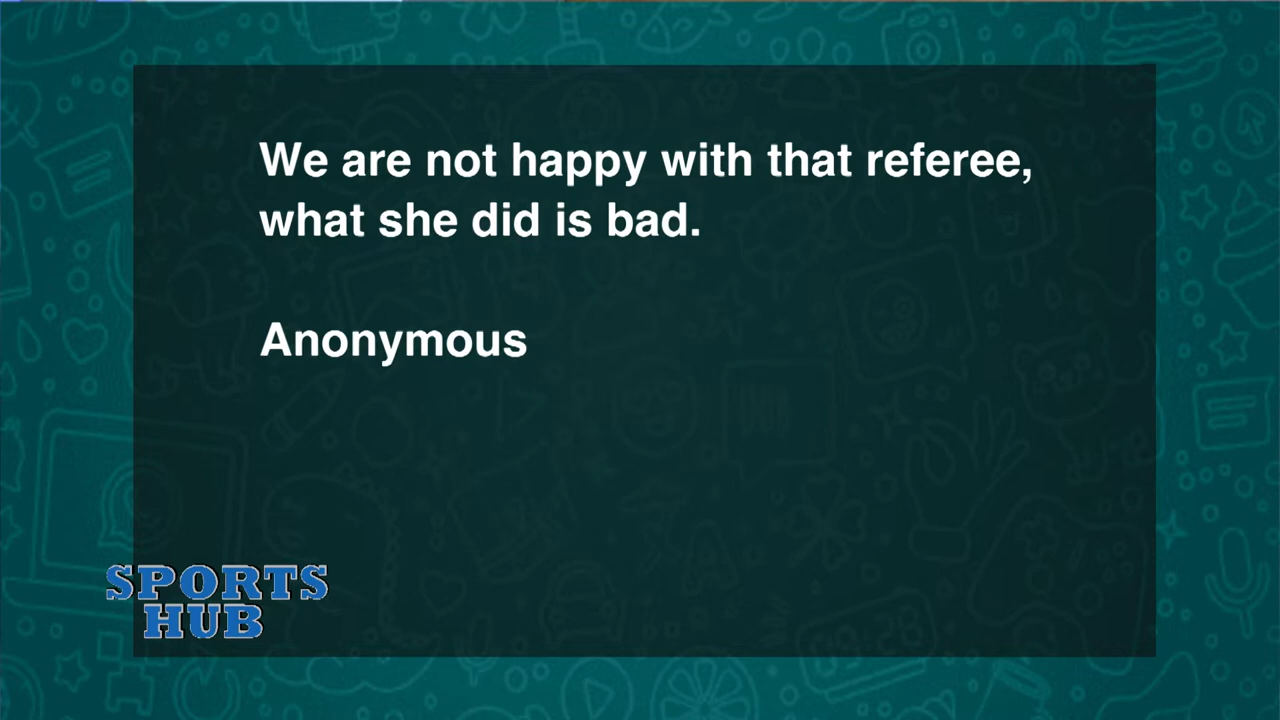 We are not happy with that referee,
what she did is bad.
Anonymous
SPORTS
HUB